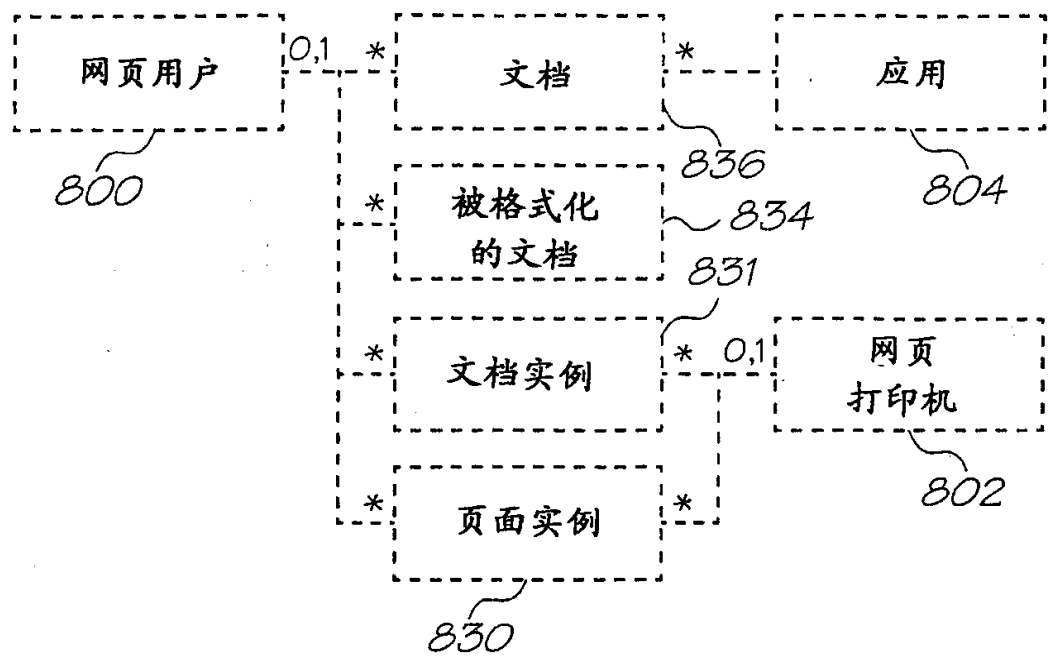 网页用户
0,1
*
文档
*
应用
800
836
804
*
被格式化
的文档
834
831
*
文档实例
*
0,1
网页
打印机
802
*
页面实例
*
830